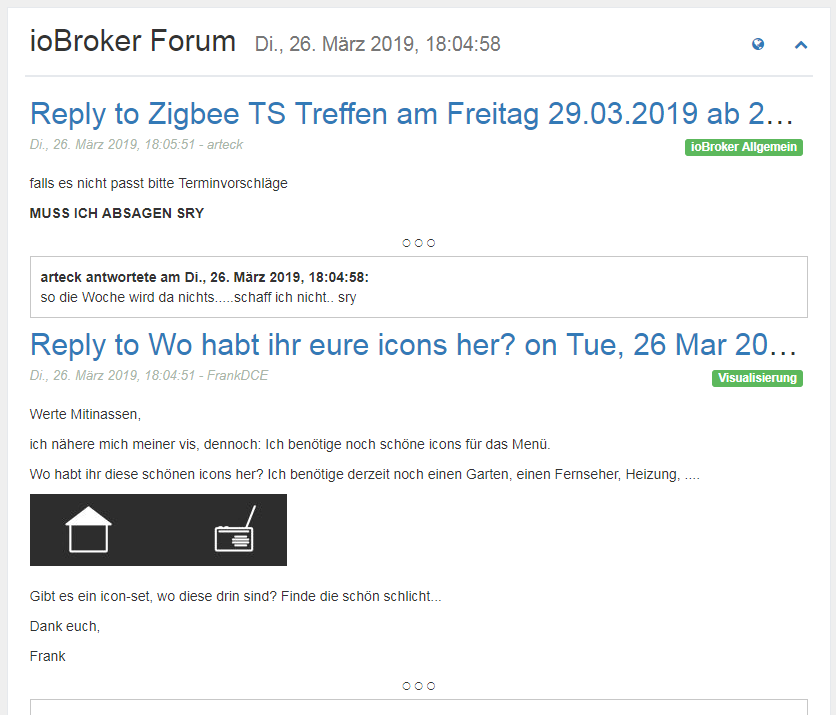 ioBroker Forum Di., 26. März 2019, 18:04:58
Reply to Zigbee TS Treffen am Freitag 29.03.2019 ab 2...
Di., 26. März 2019, 18:05:51 - arteck
ioBroker Allgemein
falls es nicht passt bitte Terminvorschläge
MUSS ICH ABSAGEN SRY
○○○
arteck antwortete am Di., 26. März 2019, 18:04:58:
so die Woche wird da nichts.....schaff ich nicht.. sry
Reply to Wo habt ihr eure icons her? on Tue, 26 Mar 20...
Di., 26. März 2019, 18:04:51 - FrankDCE
Visualisierung
Werte Mitinassen,
ich nähere mich meiner vis, dennoch: Ich benötige noch schöne icons für das Menü.
Wo habt ihr diese schönen icons her? Ich benötige derzeit noch einen Garten, einen Fernseher, Heizung, ....
Gibt es ein icon-set, wo diese drin sind? Finde die schön schlicht...
Dank euch,
Frank
○○○